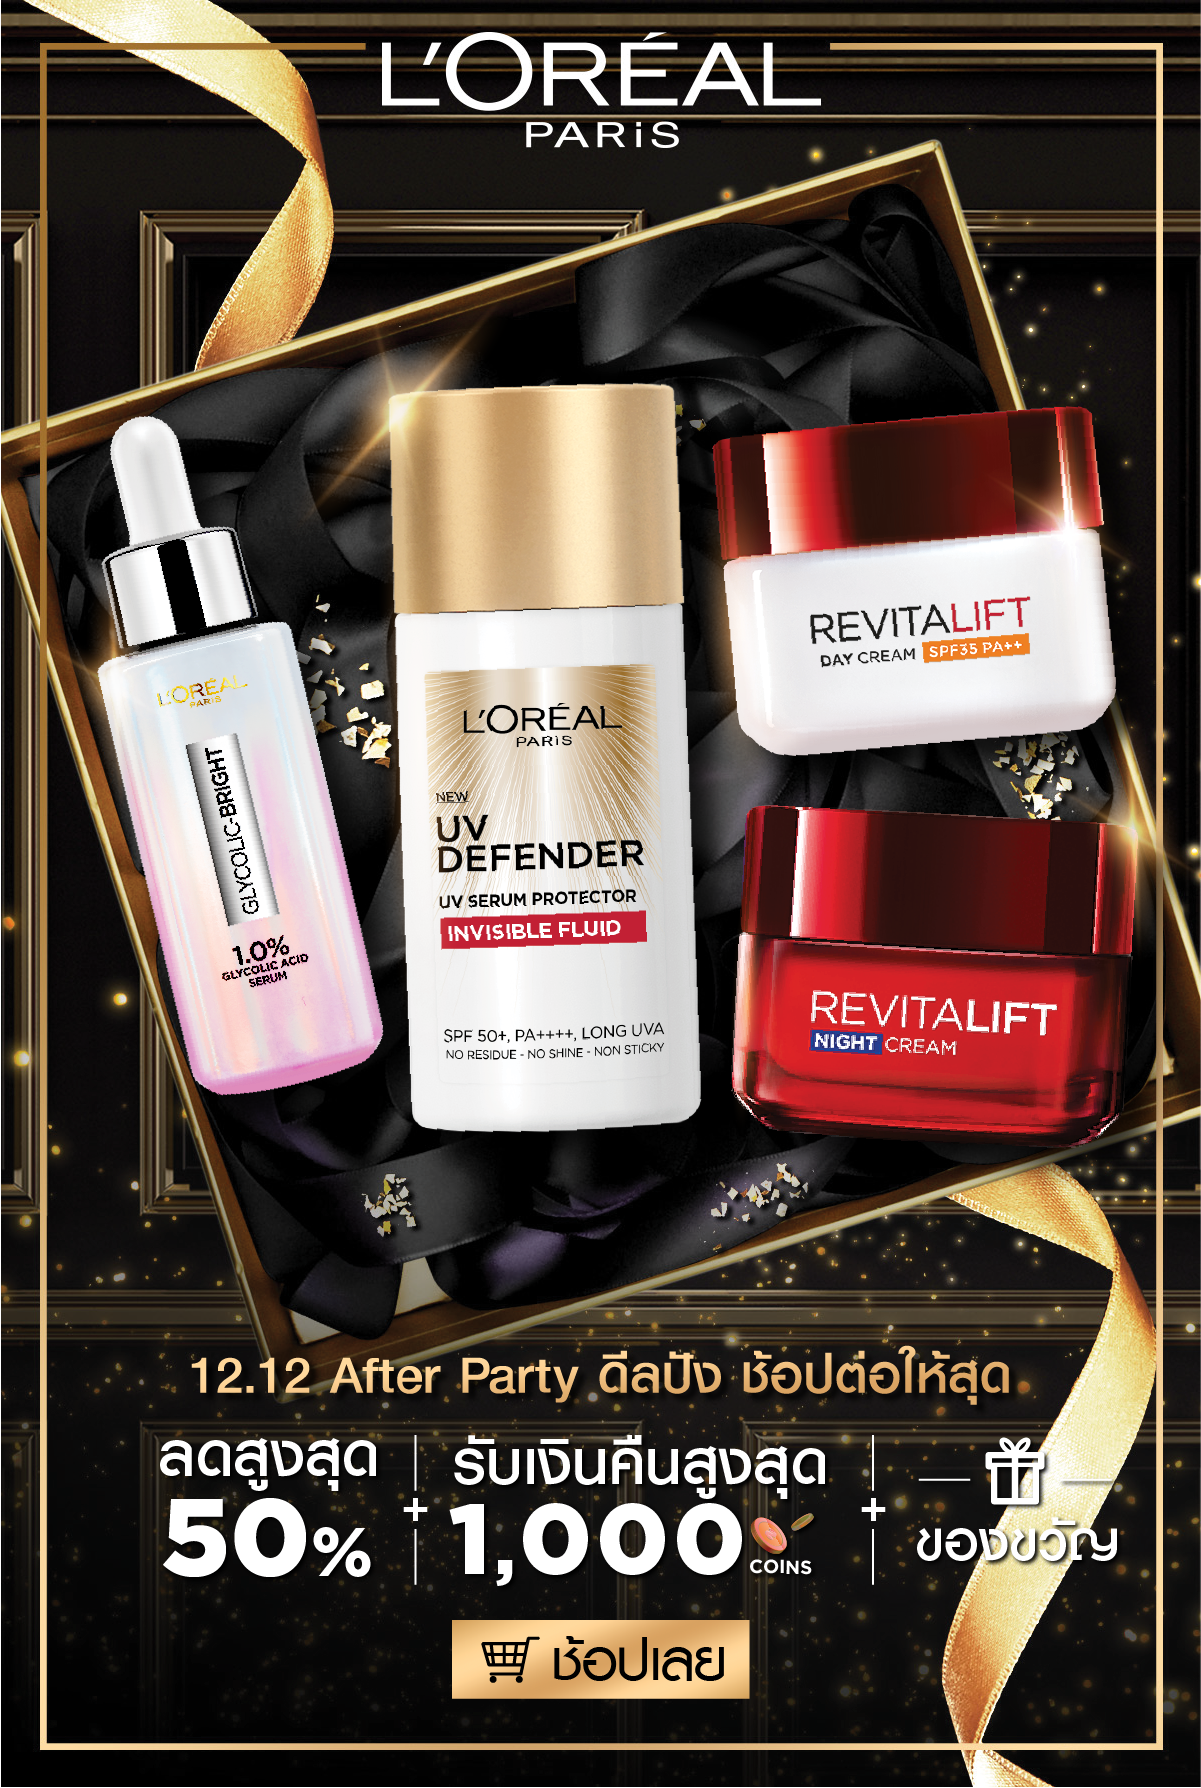 L'ORÉAL
PARiS
L'ORÉAL
PARIS
GLYCOLIC-BRIGHT
1.0%
GLYCOLIC ACID
SERUM
L'ORÉAL
PARiS
NEW
UV
DEFENDER
UV SERUM PROTECTOR
INVISIBLE FLUID
SPF 50+, PA++++, LONG UVA
NO RESIDUE - NO SHINE - NON STICKY
REVITALIFT
DAY CREAM SPF35 PA++
REVITALIFT
NIGHT CREAM
12.12 After Party ดีลปัง ช้อปต่อให้สุด
ลดสูงสุด
50%
+
รับเงินคืนสูงสุด
1,000 COINS
+
ของขวัญ
ช้อปเลย